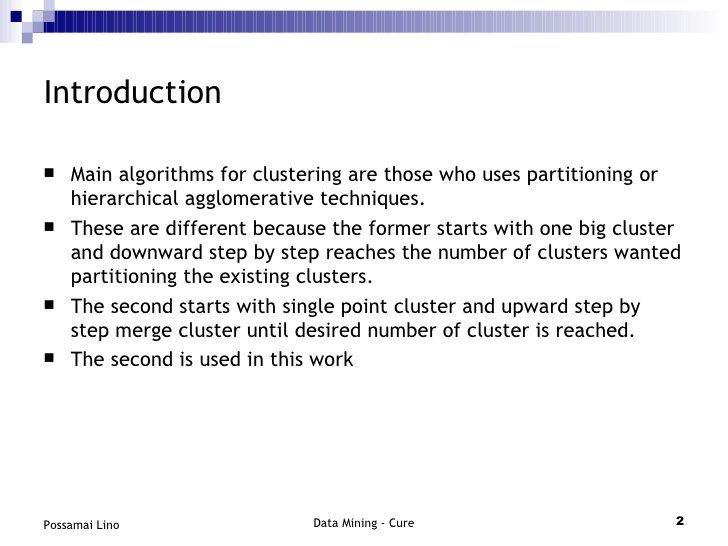 Introduction
Main algorithms for clustering are those who uses partitioning or
hierarchical agglomerative techniques.
These are different because the former starts with one big cluster
and downward step by step reaches the number of clusters wanted
partitioning the existing clusters.
The second starts with single point cluster and upward step by
step merge cluster until desired number of cluster is reached.
The second is used in this work
Possamai Lino
Data Mining - Cure
2